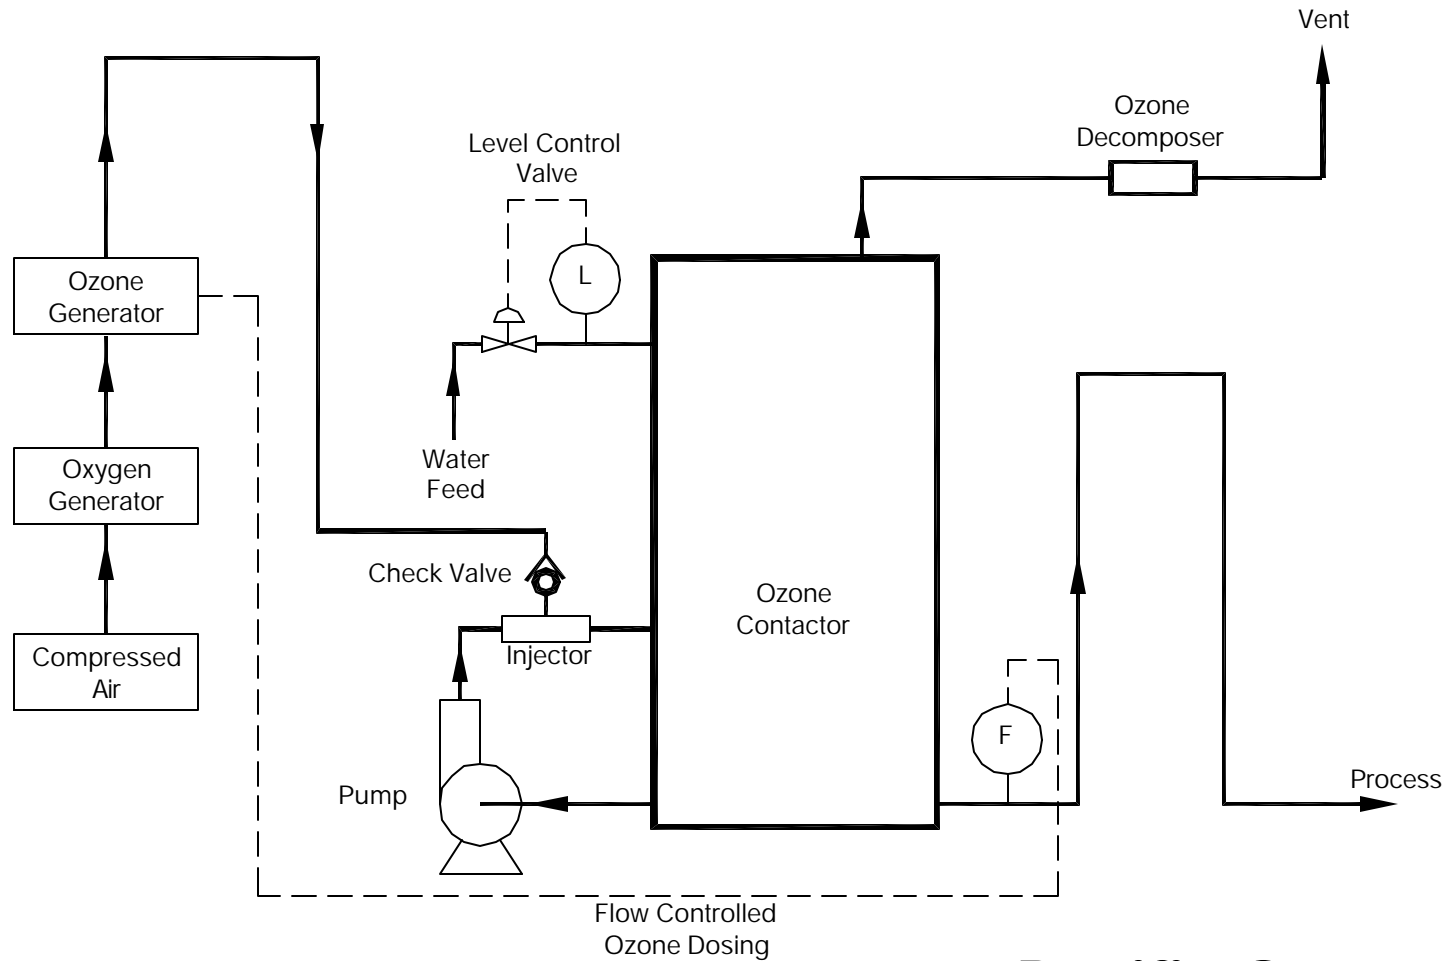 Vent
Ozone
Decomposer
Level Control
Valve
L
Ozone
Generator
Water
Feed
Oxygen
Generator
Check Valve
Ozone
Contactor
Injector
Compressed
Air
F
Pump
Process
Flow Controlled
Ozone Dosing